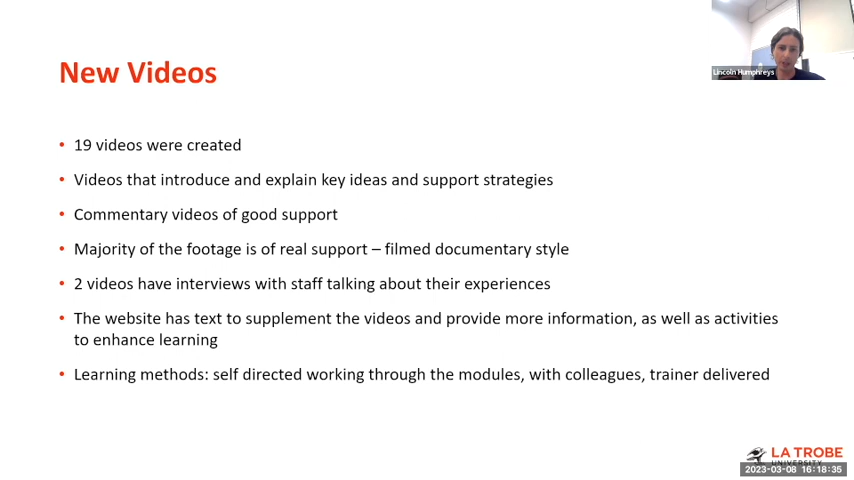 Lincoln Humphreys
New Videos
• 19 videos were created
• Videos that introduce and explain key ideas and support strategies
• Commentary videos of good support
• Majority of the footage is of real support – filmed documentary style
• 2 videos have interviews with staff talking about their experiences
• The website has text to supplement the videos and provide more information, as well as activities
to enhance learning
• Learning methods: self directed working through the modules, with colleagues, trainer delivered
LA TROBE
UNIVERSITY
2023-03-08 16:18:35